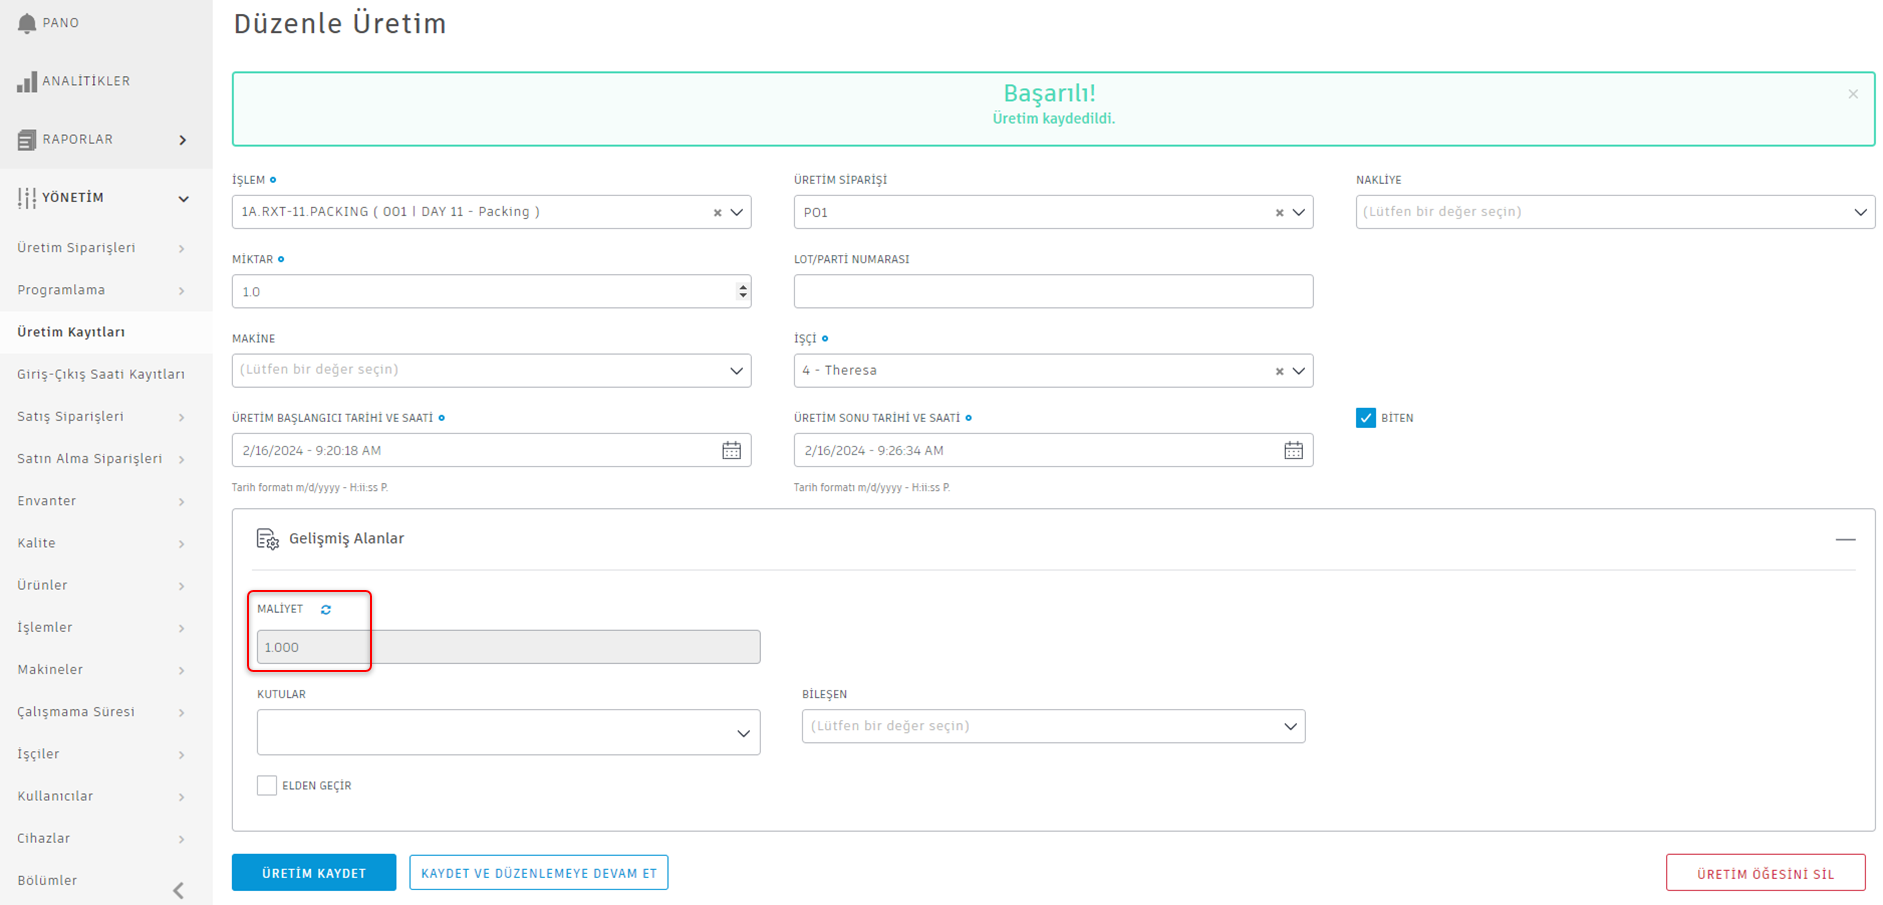 PANO
ANALİTİKLER
RAPORLAR
YÖNETİM
Üretim Siparişleri
Programlama
Üretim Kayıtları
Giriş-Çıkış Saati Kayıtları
Satış Siparişleri
Satın Alma Siparişleri
Envanter
Kalite
Ürünler
İşlemler
Makineler
Çalışmama Süresi
İşçiler
Kullanıcılar
Cihazlar
Bölümler
Düzenle Üretim
Başarılı!
Üretim kaydedildi.
İŞLEM
1A.RXT-11.PACKING ( 001 | DAY 11 - Packing )
ÜRETİM SİPARİŞİ
PO1
NAKLİYE
(Lütfen bir değer seçin)
MİKTAR
1.0
LOT/PARTİ NUMARASI
MAKİNE
(Lütfen bir değer seçin)
İŞÇİ
4 - Theresa
ÜRETİM BAŞLANGICI TARİHİ VE SAATİ
2/16/2024 - 9:20:18 AM
Tarih formatı m/d/yyyy - H:ii:ss P.
ÜRETİM SONU TARİHİ VE SAATİ
2/16/2024 - 9:26:34 AM
Tarih formatı m/d/yyyy - H:ii:ss P.
BİTEN
Gelişmiş Alanlar
MALİYET
1.000
KUTULAR
BİLEŞEN
(Lütfen bir değer seçin)
ELDEN GEÇİR
ÜRETİM KAYDET
KAYDET VE DÜZENLEMEYE DEVAM ET
ÜRETİM ÖĞESİNİ SİL